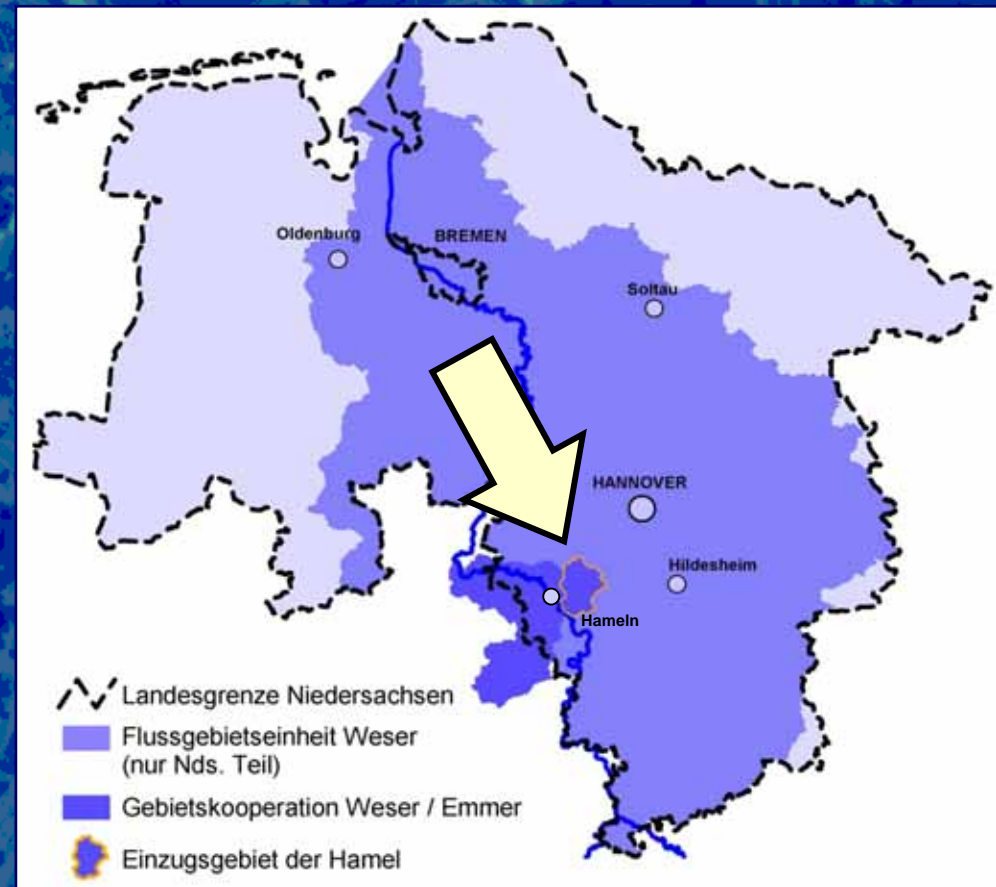 Oldenburg
BREMEN
Soltau
HANNOVER
Hildesheim
Hameln
Landesgrenze Niedersachsen
Flussgebietseinheit Weser
(nur Nds. Teil)
Gebietskooperation Weser / Emmer
Einzugsgebiet der Hamel